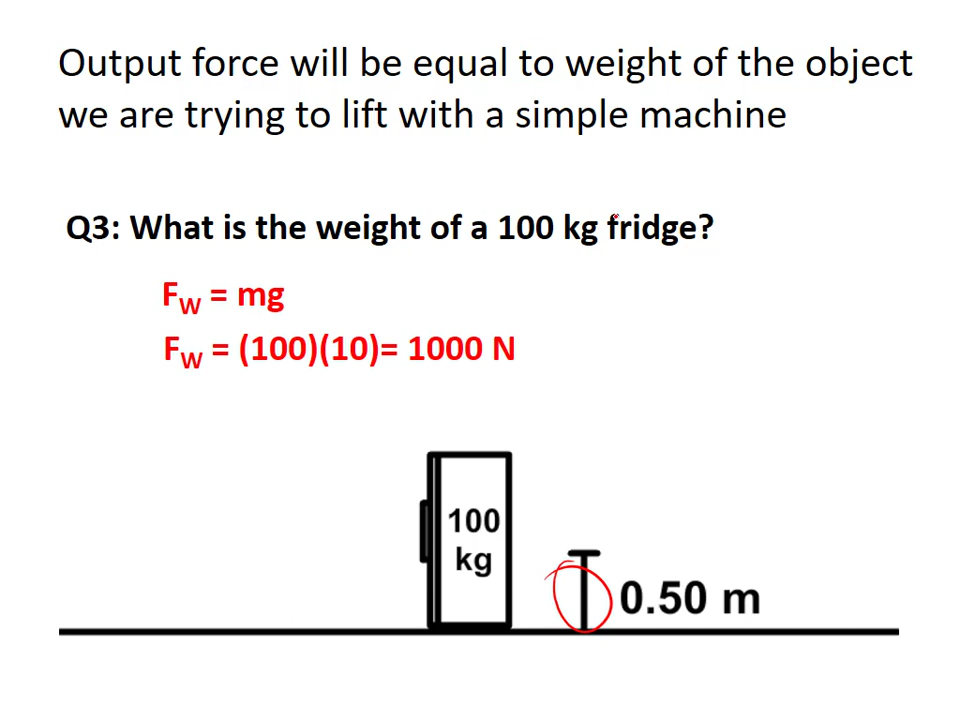 Output force will be equal to weight of the object
we are trying to lift with a simple machine
Q3: What is the weight of a 100 kg fridge?
FW = mg
FW = (100)(10)= 1000 N
100
kg
0.50 m